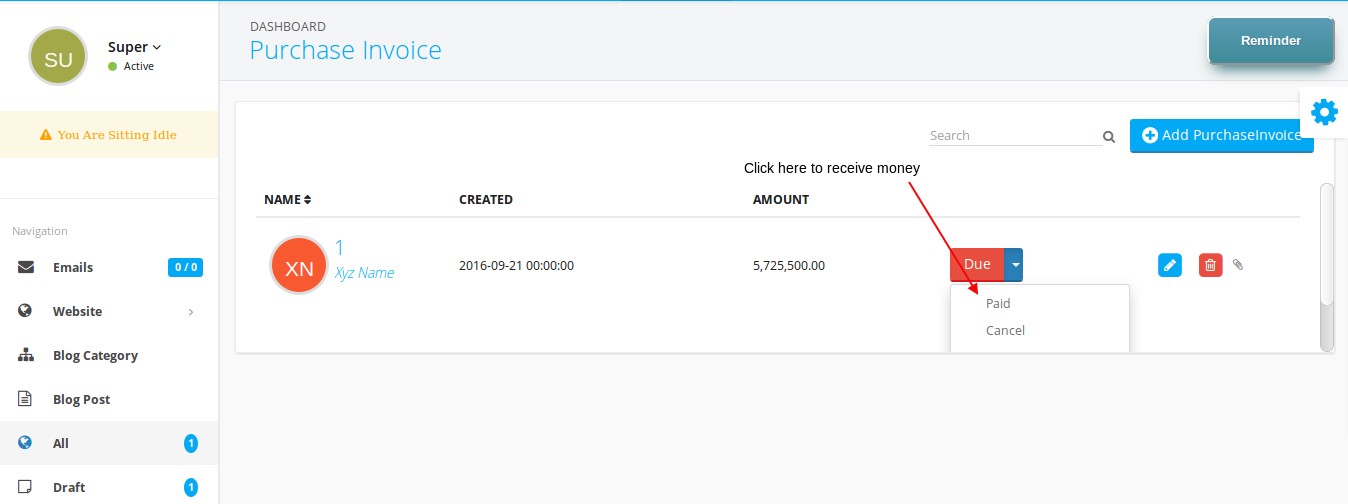 SU
Super
Active
You Are Sitting Idle
Navigation
Emails
0 / 0
Website
Blog Category
Blog Post
All
1
Draft
1
DASHBOARD
Purchase Invoice
Reminder
Search
Add PurchaseInvoice
Click here to receive money
NAME
CREATED
AMOUNT
XN
1
Xyz Name
2016-09-21 00:00:00
5,725,500.00
Due
Paid
Cancel